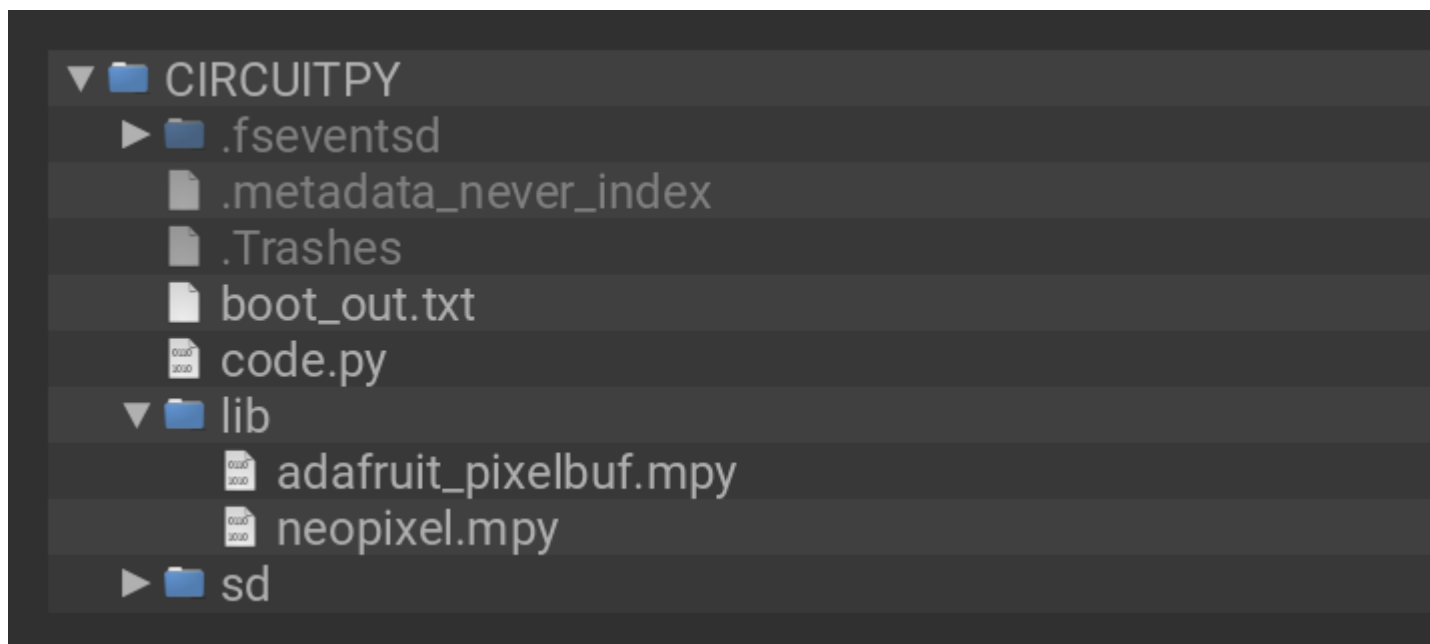 CIRCUITPY
.fseventsd
.metadata_never_index
.Trashes
boot_out.txt
code.py
lib
adafruit_pixelbuf.mpy
neopixel.mpy
sd